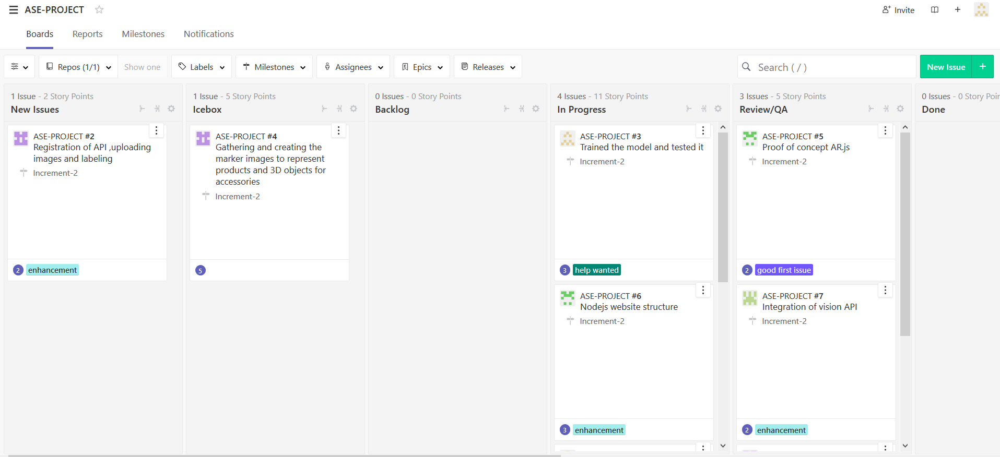 ASE-PROJECT
Invite
Boards
Reports
Milestones
Notifications
Repos (1/1)
Show one
Labels
Milestones
Assignees
Epics
Releases
Search ( / )
New Issue
+
1 Issue - 2 Story Points
New Issues
ASE-PROJECT #2
Registration of API ,uploading
images and labeling
Increment-2
2 enhancement
1 Issue - 5 Story Points
Icebox
ASE-PROJECT #4
Gathering and creating the
marker images to represent
products and 3D objects for
accessories
Increment-2
5
0 Issues - 0 Story Points
Backlog
4 Issues - 11 Story Points
In Progress
ASE-PROJECT #3
Trained the model and tested it
Increment-2
3 help wanted
ASE-PROJECT #6
Nodejs website structure
Increment-2
3 enhancement
3 Issues - 5 Story Points
Review/QA
ASE-PROJECT #5
Proof of concept AR.js
Increment-2
2 good first issue
ASE-PROJECT #7
Integration of vision API
Increment-2
2 enhancement
0 Issues - 0 Story Poin
Done